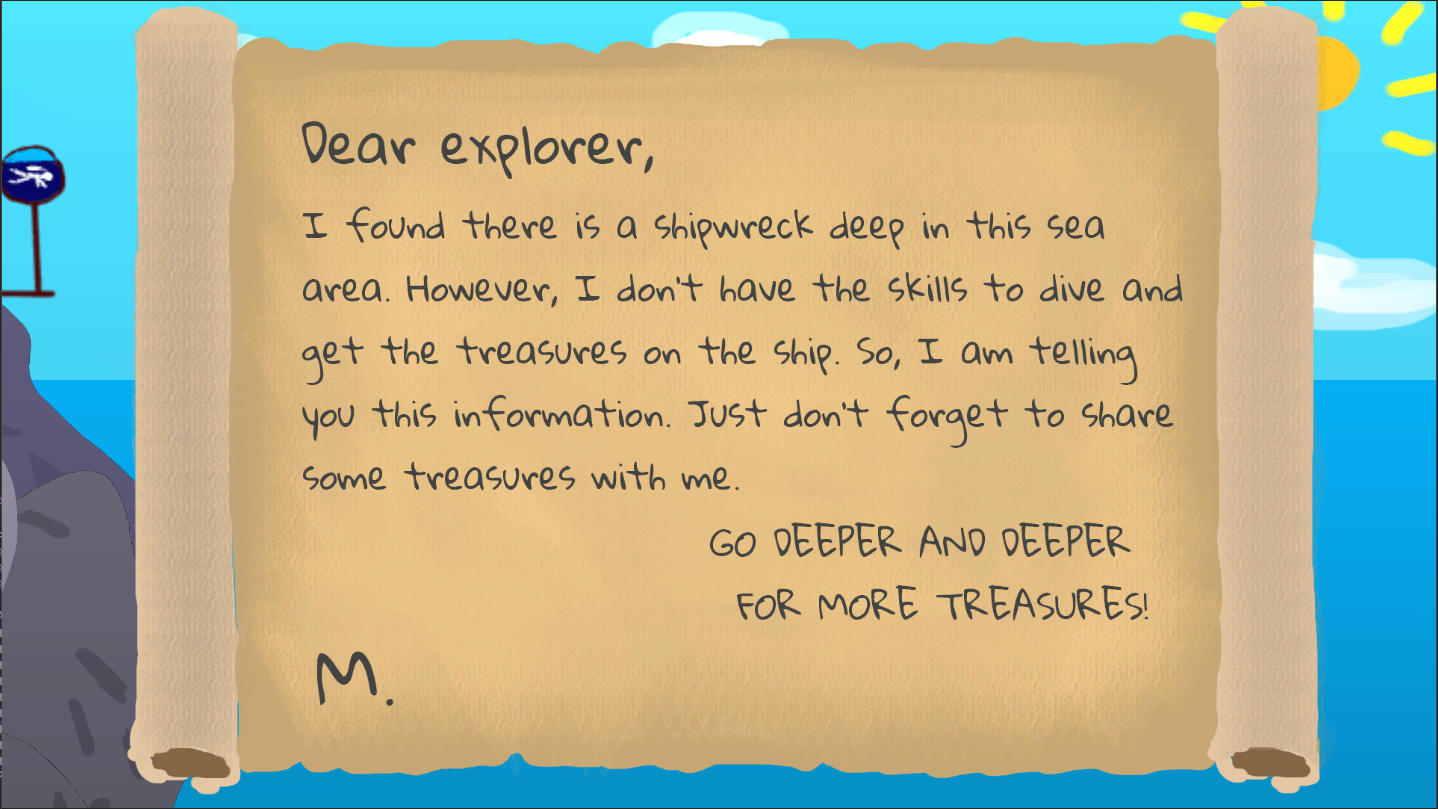 Dear explorer,
I found there is a shipwreck deep in this sea
area. However, I don't have the skills to dive and
get the treasures on the ship. So, I am telling
you this information. Just don't forget to share
some treasures with me.
GO DEEPER AND DEEPER
FOR MORE TREASURES!
M.